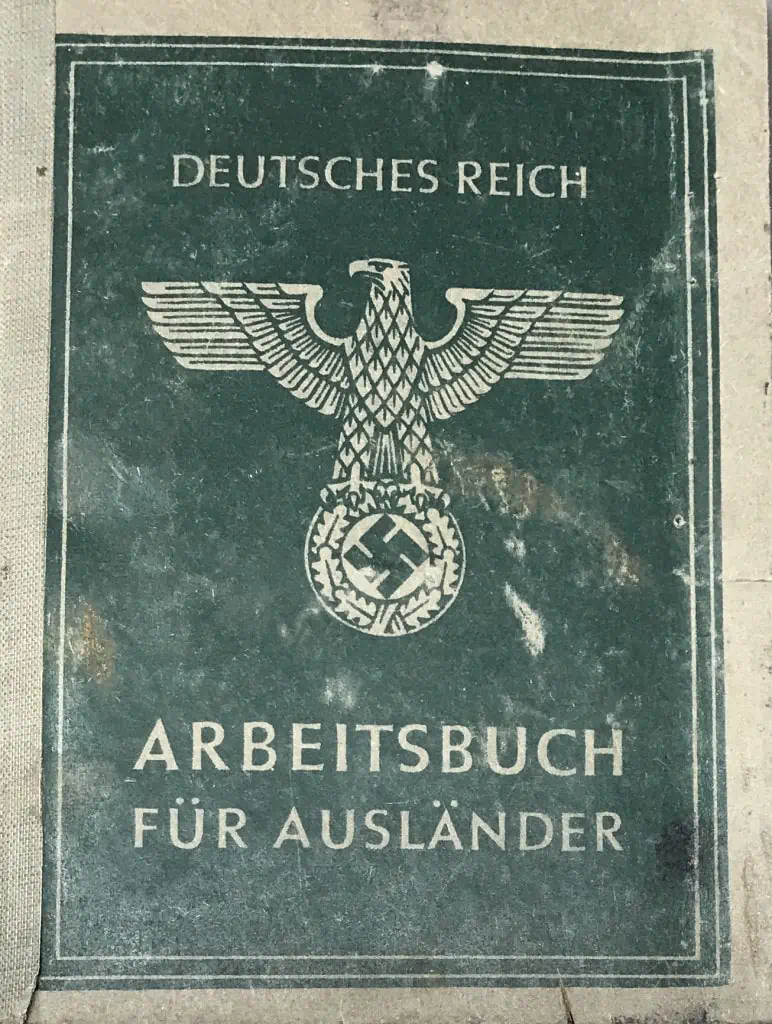 DEUTSCHES REICH
ARBEITSBUCH
FÜR AUSLÄNDER